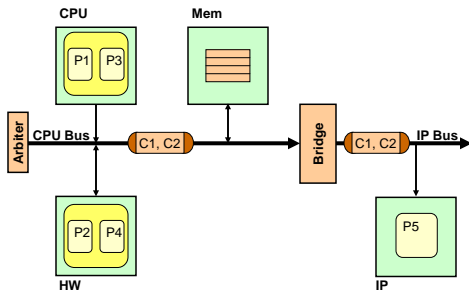 CPU
Mem
P1 P3
Arbiter
CPU Bus
C1, C2
Bridge
C1, C2
IP Bus
P2 P4
P5
HW
IP